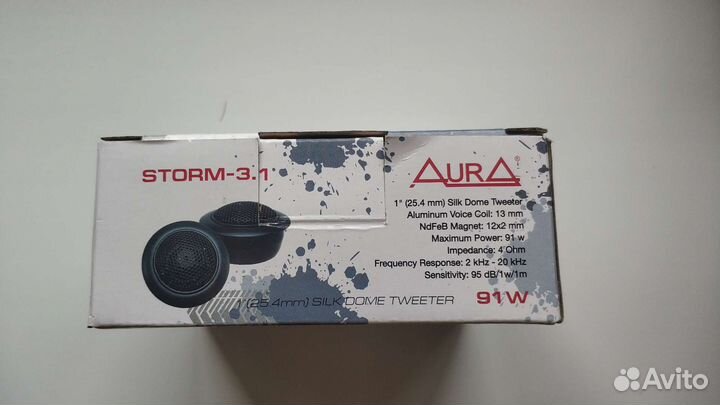 STORM-3.1
AURA®
1" (25.4 mm) Silk Dome Tweeter
Aluminum Voice Coil: 13 mm
NdFeB Magnet: 12x2 mm
Maximum Power: 91 w
Impedance: 4 Ohm
Frequency Response: 2 kHz - 20 kHz
Sensitivity: 95 dB/1w/1m
1" (25.4mm) SILK DOME TWEETER
91W
Avito